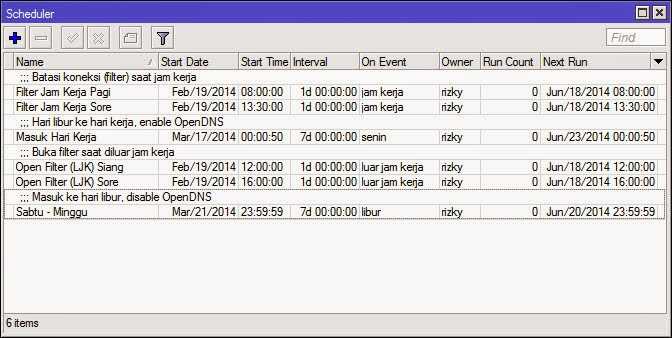 Scheduler
Find
Name Start Date Start Time Interval On Event Owner Run Count Next Run
;;; Batasi koneksi (filter) saat jam kerja
Filter Jam Kerja Pagi Feb/19/2014 08:00:00 1d 00:00:00 jam kerja rizky 0 Jun/18/2014 08:00:00
Filter Jam Kerja Sore Feb/19/2014 13:30:00 1d 00:00:00 jam kerja rizky 0 Jun/18/2014 13:30:00
;;; Hari libur ke hari kerja, enable OpenDNS
Masuk Hari Kerja Mar/17/2014 00:00:50 7d 00:00:00 senin rizky 0 Jun/23/2014 00:00:50
;;; Buka filter saat diluar jam kerja
Open Filter (LJK) Siang Feb/19/2014 12:00:00 1d 00:00:00 luar jam kerja rizky 0 Jun/18/2014 12:00:00
Open Filter (LJK) Sore Feb/19/2014 16:00:00 1d 00:00:00 luar jam kerja rizky 0 Jun/18/2014 16:00:00
;;; Masuk ke hari libur, disable OpenDNS
Sabtu - Minggu Mar/21/2014 23:59:59 7d 00:00:00 libur rizky 0 Jun/20/2014 23:59:59
6 items